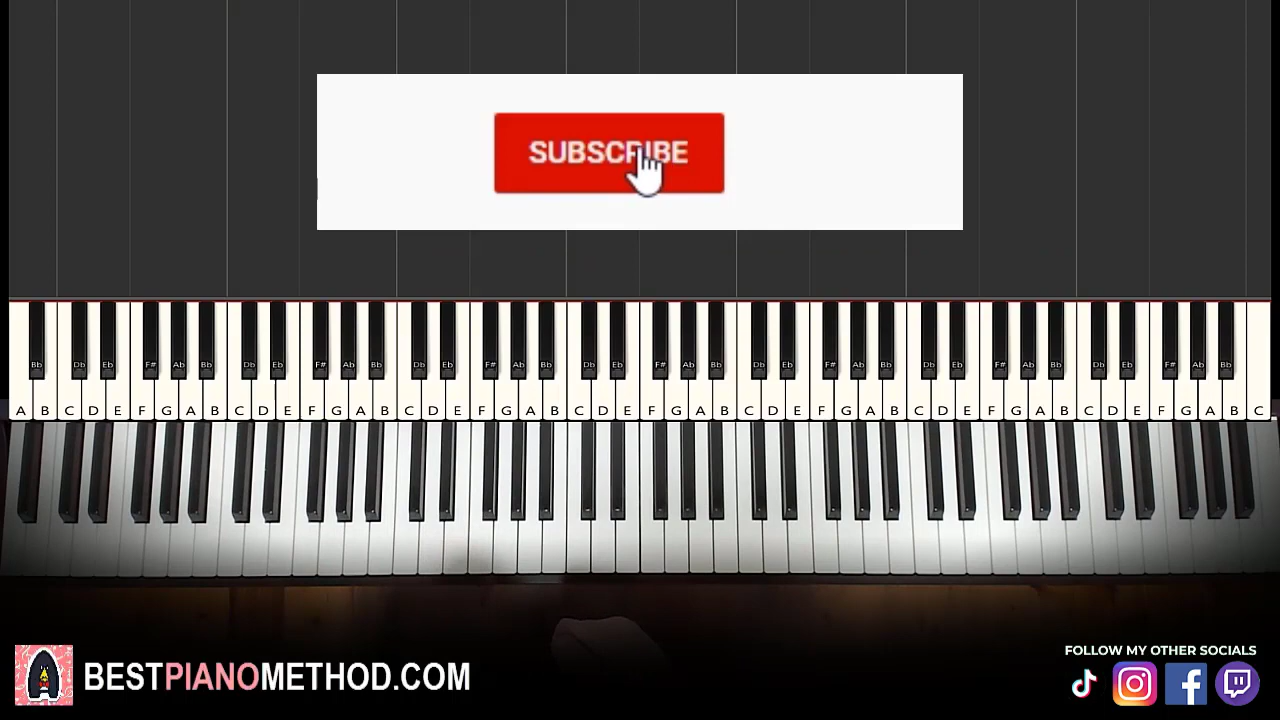 SUBSCRIBE
Bb Db Eb F# Ab Bb Db Eb F# Ab Bb Db Eb F# Ab Bb Db Eb F# Ab Bb Db Eb F# Ab Bb Db Eb F# Ab Bb Db Eb F# Ab Bb
A B C D E F G A B C D E F G A B C D E F G A B C D E F G A B C D E F G A B C D E F G A B C D E F G A B C
FOLLOW MY OTHER SOCIALS
BESTPIANOMETHOD.COM